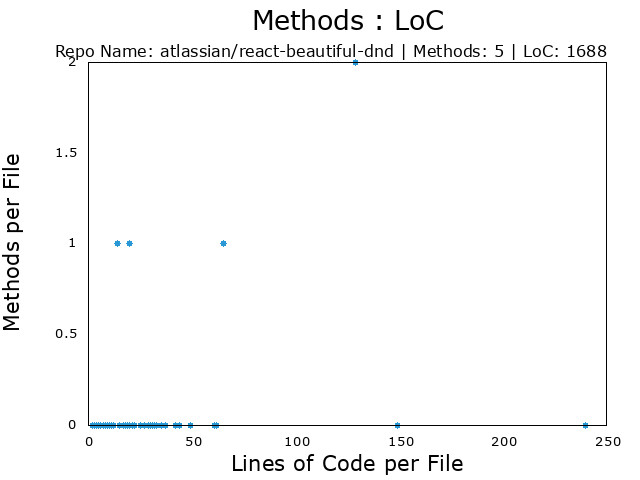 Methods : LoC
Repo Name: atlassian/react-beautiful-dnd | Methods: 5 | LoC: 1688
2
1.5
1
0.5
0
Methods per File
0 50 100 150 200 250
Lines of Code per File